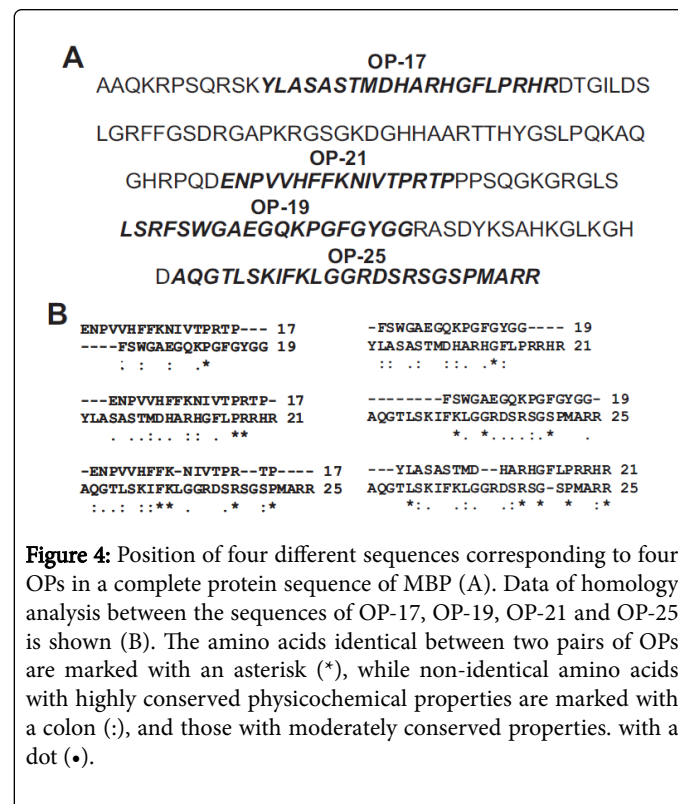 A
OP-17
AAQKRPSQRSKYLASASTMDHARHGFLPRHRDTGILDS
LGRFFGSDRGAPKRGSGKDGHHAARTTHYGSLPQKAQ
OP-21
GHRPQDENPVVHFFKNIVTPRTPPPSQGKGRGLS
OP-19
LSRFSWGAEGQKPGFGYGGRASDYKSAHKGLKGH
OP-25
DAQGTLSKIFKLGGRDSRSGSPMARR
B
ENPVVHFFKNIVTPRTP--- 17
----FSWGAEGQKPGFGYGG 19
: : : .*
-FSWGAEGQKPGFGYGG---- 19
YLASASTMDHARHGFLPRRHR 21
:: .: ::. . *:
---ENPVVHFFKNIVTPRTP- 17
YLASASTMDHARHGFLPRRHR 21
. ..:.. :: . **
--------FSWGAEGQKPGFGYGG- 19
AQGTLSKIFKLGGRDSRSGSPMARR 25
*. *....:.* .
-ENPVVHFFK-NIVTPR--TP---- 17
AQGTLSKIFKLGGRDSRSGSPMARR 25
:..: ::** . .* :*
---YLASASTMD--HARHGFLPRRHR 21
AQGTLSKIFKLGGRDSRSG-SPMARR 25
*:. .:. .:* * * :*
Figure 4: Position of four different sequences corresponding to four
OPs in a complete protein sequence of MBP (A). Data of homology
analysis between the sequences of OP-17, OP-19, OP-21 and OP-25
is shown (B). The amino acids identical between two pairs of OPs
are marked with an asterisk (*), while non-identical amino acids
with highly conserved physicochemical properties are marked with
a colon (:), and those with moderately conserved properties. with a
dot (•).